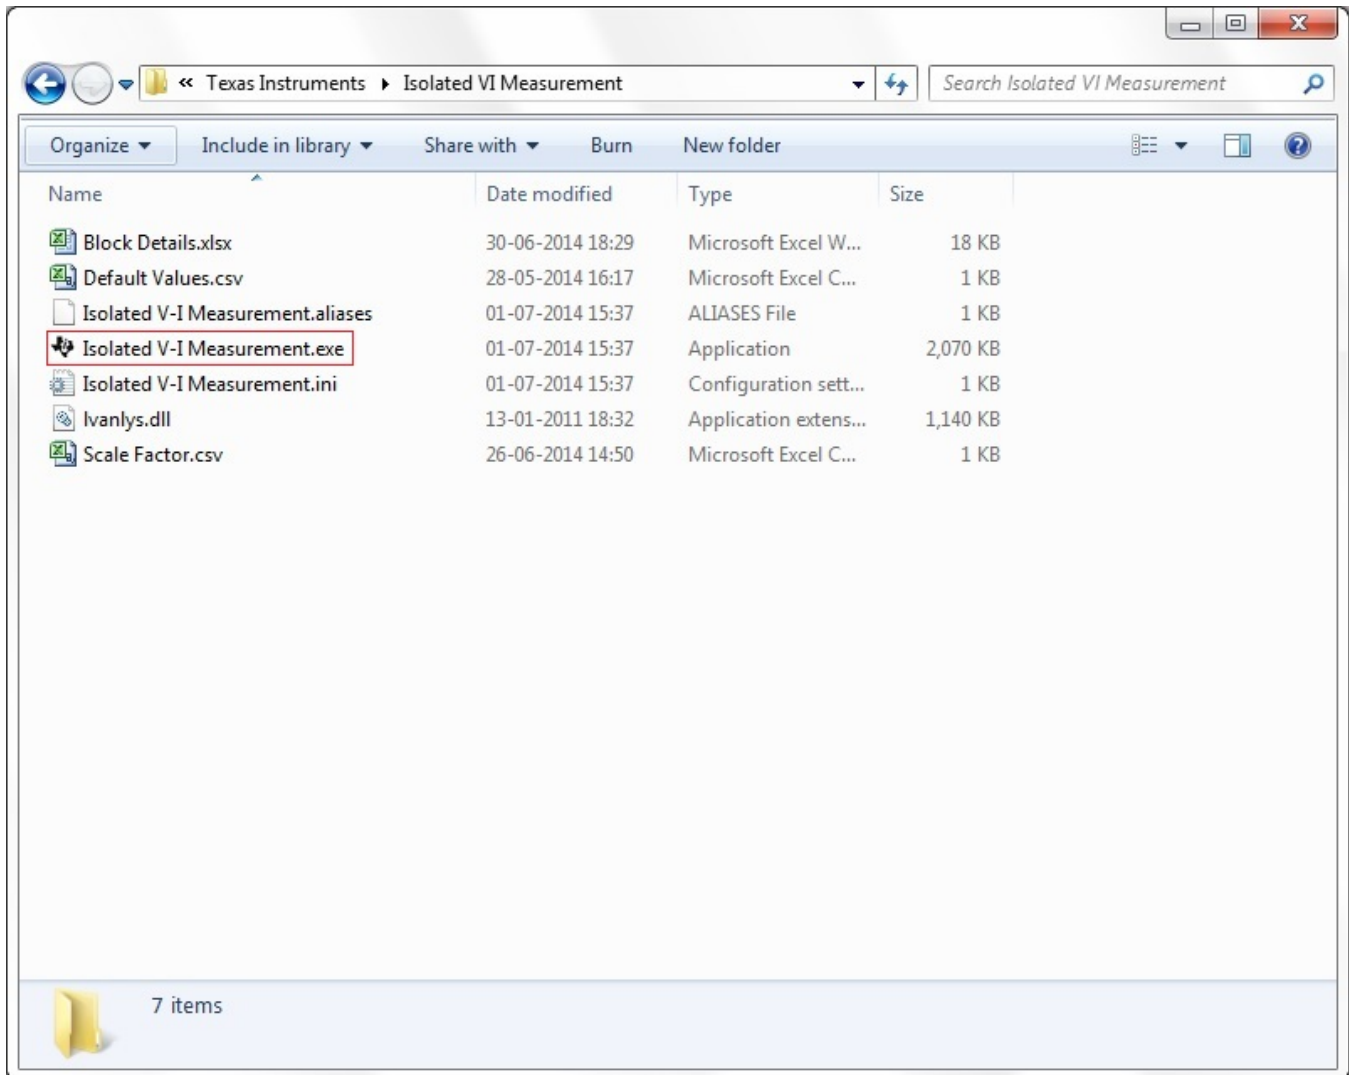 « Texas Instruments ▸ Isolated VI Measurement Search Isolated VI Measurement
Organize Include in library Share with Burn New folder
Name Date modified Type Size
Block Details.xlsx 30-06-2014 18:29 Microsoft Excel W... 18 KB
Default Values.csv 28-05-2014 16:17 Microsoft Excel C... 1 KB
Isolated V-I Measurement.aliases 01-07-2014 15:37 ALIASES File 1 KB
Isolated V-I Measurement.exe 01-07-2014 15:37 Application 2,070 KB
Isolated V-I Measurement.ini 01-07-2014 15:37 Configuration sett... 1 KB
lvanlys.dll 13-01-2011 18:32 Application extens... 1,140 KB
Scale Factor.csv 26-06-2014 14:50 Microsoft Excel C... 1 KB
7 items